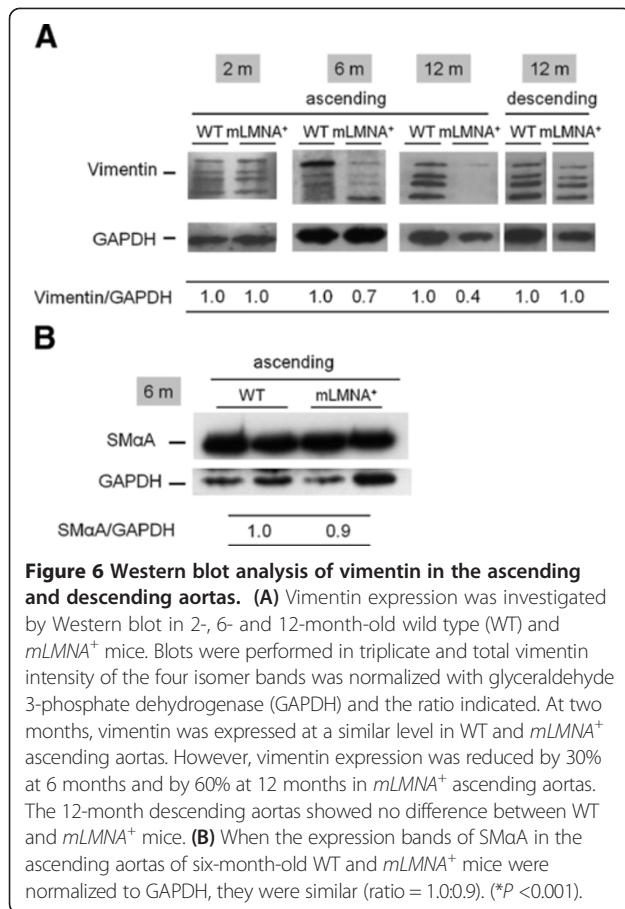 A
2 m 6 m 12 m 12 m
ascending descending
WT mLMNA⁺ WT mLMNA⁺ WT mLMNA⁺ WT mLMNA⁺
Vimentin –
GAPDH –
Vimentin/GAPDH 1.0 1.0 1.0 0.7 1.0 0.4 1.0 1.0
B
ascending
6 m WT mLMNA⁺
SMαA –
GAPDH –
SMαA/GAPDH 1.0 0.9
Figure 6 Western blot analysis of vimentin in the ascending
and descending aortas. (A) Vimentin expression was investigated
by Western blot in 2-, 6- and 12-month-old wild type (WT) and
mLMNA⁺ mice. Blots were performed in triplicate and total vimentin
intensity of the four isomer bands was normalized with glyceraldehyde
3-phosphate dehydrogenase (GAPDH) and the ratio indicated. At two
months, vimentin was expressed at a similar level in WT and mLMNA⁺
ascending aortas. However, vimentin expression was reduced by 30%
at 6 months and by 60% at 12 months in mLMNA⁺ ascending aortas.
The 12-month descending aortas showed no difference between WT
and mLMNA⁺ mice. (B) When the expression bands of SMαA in the
ascending aortas of six-month-old WT and mLMNA⁺ mice were
normalized to GAPDH, they were similar (ratio = 1.0:0.9). (*P <0.001).